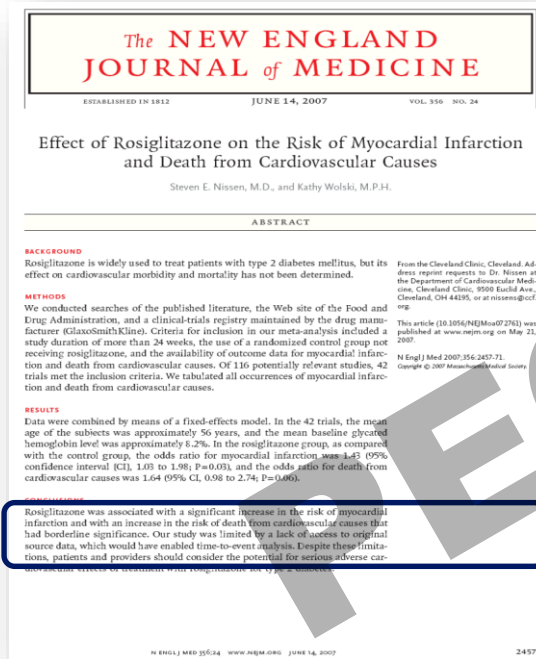 The NEW ENGLAND
JOURNAL of MEDICINE
ESTABLISHED IN 1812 JUNE 14, 2007 VOL. 356 NO. 24
Effect of Rosiglitazone on the Risk of Myocardial Infarction
and Death from Cardiovascular Causes
Steven E. Nissen, M.D., and Kathy Wolski, M.P.H.
ABSTRACT
BACKGROUND
Rosiglitazone is widely used to treat patients with type 2 diabetes mellitus, but its
effect on cardiovascular morbidity and mortality has not been determined.
METHODS
We conducted searches of the published literature, the Web site of the Food and
Drug Administration, and a clinical-trials registry maintained by the drug manu-
facturer (GlaxoSmithKline). Criteria for inclusion in our meta-analysis included a
study duration of more than 24 weeks, the use of a randomized control group not
receiving rosiglitazone, and the availability of outcome data for myocardial infarc-
tion and death from cardiovascular causes. Of 116 potentially relevant studies, 42
trials met the inclusion criteria. We tabulated all occurrences of myocardial infarc-
tion and death from cardiovascular causes.
RESULTS
Data were combined by means of a fixed-effects model. In the 42 trials, the mean
age of the subjects was approximately 56 years, and the mean baseline glycated
hemoglobin level was approximately 8.2%. In the rosiglitazone group, as compared
with the control group, the odds ratio for myocardial infarction was 1.43 (95%
confidence interval [CI], 1.03 to 1.98; P=0.03), and the odds ratio for death from
cardiovascular causes was 1.64 (95% CI, 0.98 to 2.74; P=0.06).
CONCLUSIONS
Rosiglitazone was associated with a significant increase in the risk of myocardial
infarction and with an increase in the risk of death from cardiovascular causes that
had borderline significance. Our study was limited by a lack of access to original
source data, which would have enabled time-to-event analysis. Despite these limita-
tions, patients and providers should consider the potential for serious adverse car-
diovascular effects of treatment with rosiglitazone for type 2 diabetes.
From the Cleveland Clinic, Cleveland. Ad-
dress reprint requests to Dr. Nissen at
the Department of Cardiovascular Medi-
cine, Cleveland Clinic, 9500 Euclid Ave.,
Cleveland, OH 44195, or at nissens@ccf.
org.
This article (10.1056/NEJMoa072761) was
published at www.nejm.org on May 21,
2007.
N Engl J Med 2007;356:2457-71.
Copyright © 2007 Massachusetts Medical Society.
N ENGL J MED 356;24 WWW.NEJM.ORG JUNE 14, 2007 2457